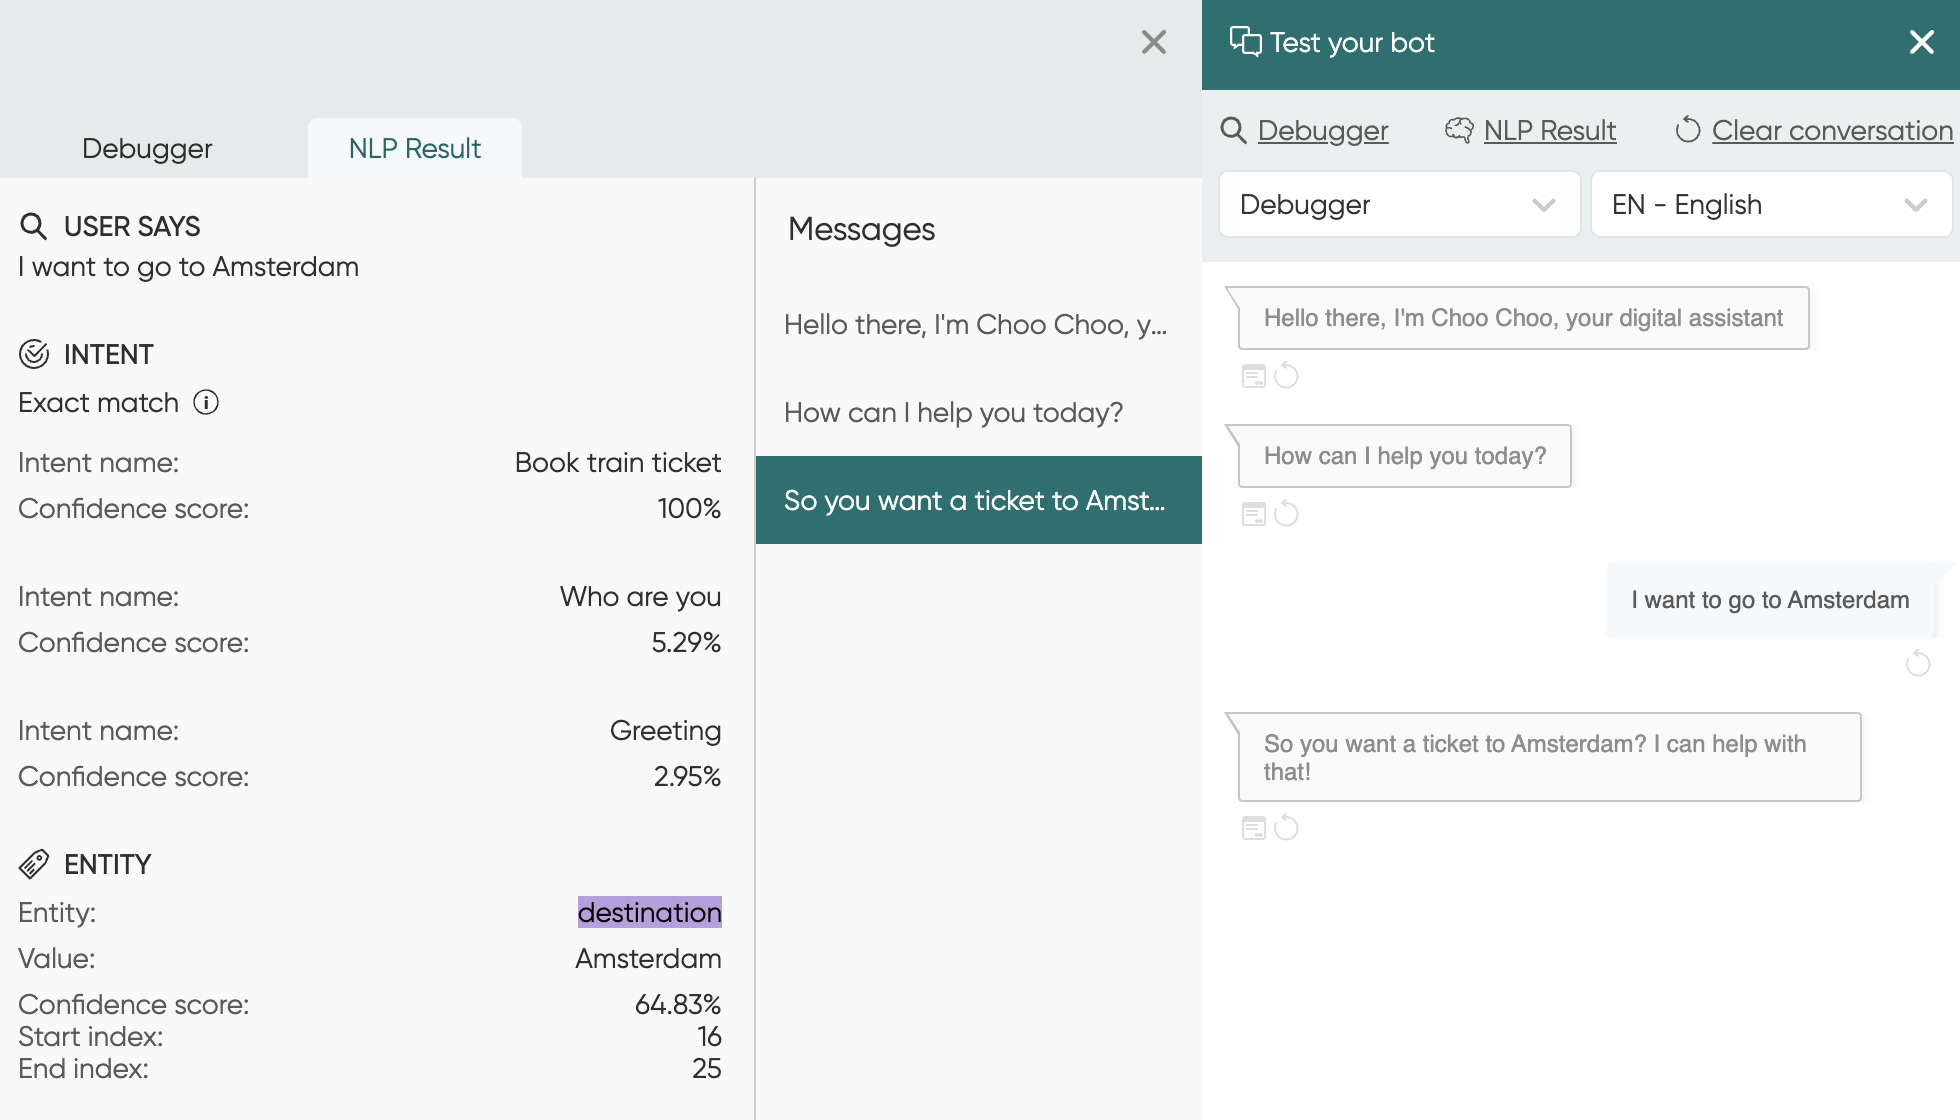 Debugger
NLP Result
USER SAYS
I want to go to Amsterdam
INTENT
Exact match
Intent name: Book train ticket
Confidence score: 100%
Intent name: Who are you
Confidence score: 5.29%
Intent name: Greeting
Confidence score: 2.95%
ENTITY
Entity: destination
Value: Amsterdam
Confidence score: 64.83%
Start index: 16
End index: 25
Messages
Hello there, I'm Choo Choo, y...
How can I help you today?
So you want a ticket to Amst...
Test your bot
Debugger
NLP Result
Clear conversation
Debugger
EN - English
Hello there, I'm Choo Choo, your digital assistant
How can I help you today?
I want to go to Amsterdam
So you want a ticket to Amsterdam? I can help with
that!